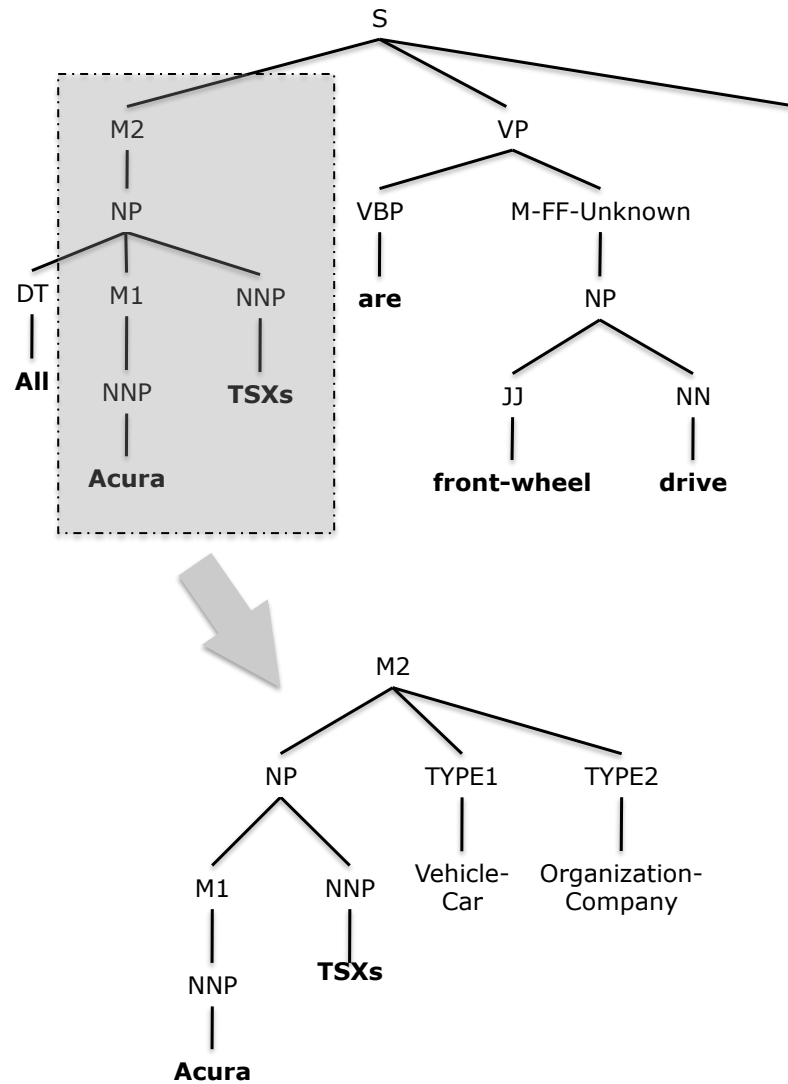 S
M2 VP
NP VBP M-FF-Unknown
DT M1 NNP are NP
All NNP TSXs JJ NN
Acura front-wheel drive
M2
NP TYPE1 TYPE2
M1 NNP Vehicle- Organization-
Car Company
TSXs
NNP
Acura